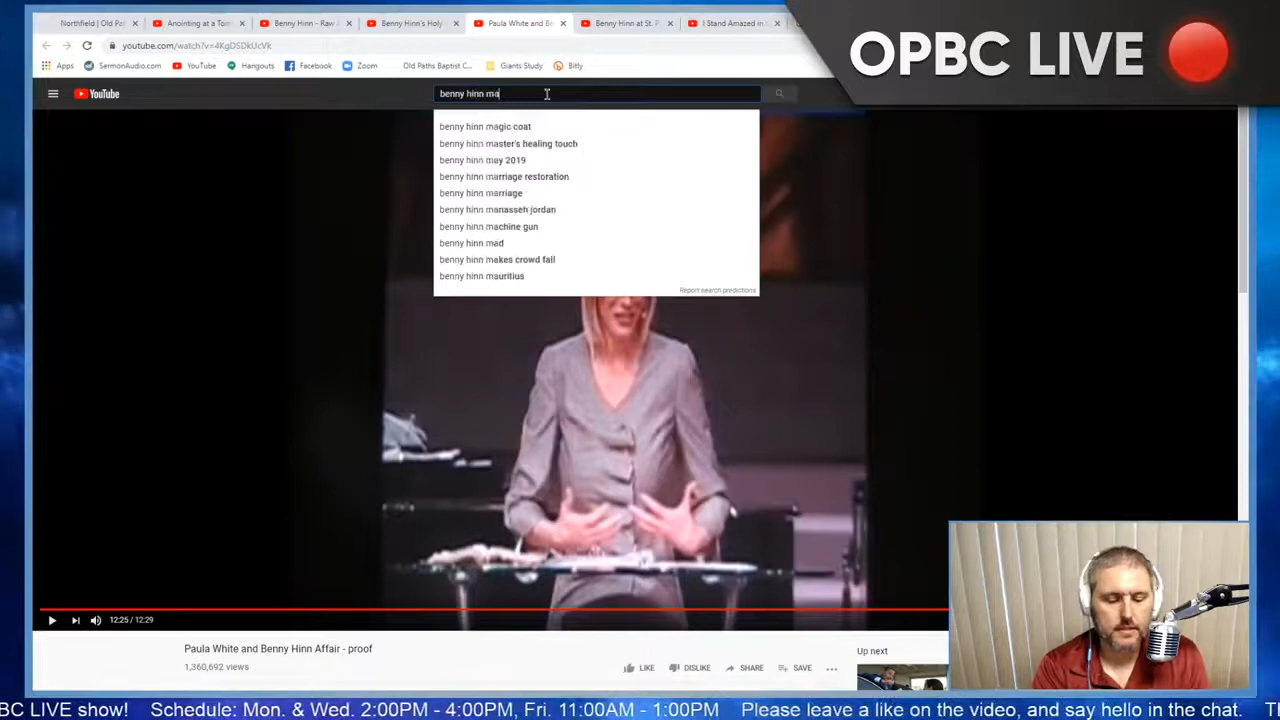 Northfield | Old Pat
Anointing at a Tom
Benny Hinn - Raw A
Benny Hinn's Holy
Paula White and Be
Benny Hinn at St. P
I Stand Amazed in
OPBC LIVE
youtube.com/watch?v=4KgDSDkUcVk
Apps SermonAudio.com YouTube Hangouts Facebook Zoom Old Paths Baptist C... Giants Study Bitly
YouTube
benny hinn ma
benny hinn magic coat
benny hinn master's healing touch
benny hinn may 2019
benny hinn marriage restoration
benny hinn marriage
benny hinn manasseh jordan
benny hinn machine gun
benny hinn mad
benny hinn makes crowd fall
benny hinn mauritius
Report search predictions
12:25 / 12:29
Paula White and Benny Hinn Affair - proof
1,360,692 views
LIKE DISLIKE SHARE SAVE
Up next
BC LIVE show! Schedule: Mon. & Wed. 2:00PM - 4:00PM, Fri. 11:00AM - 1:00PM Please leave a like on the video, and say hello in the chat. T